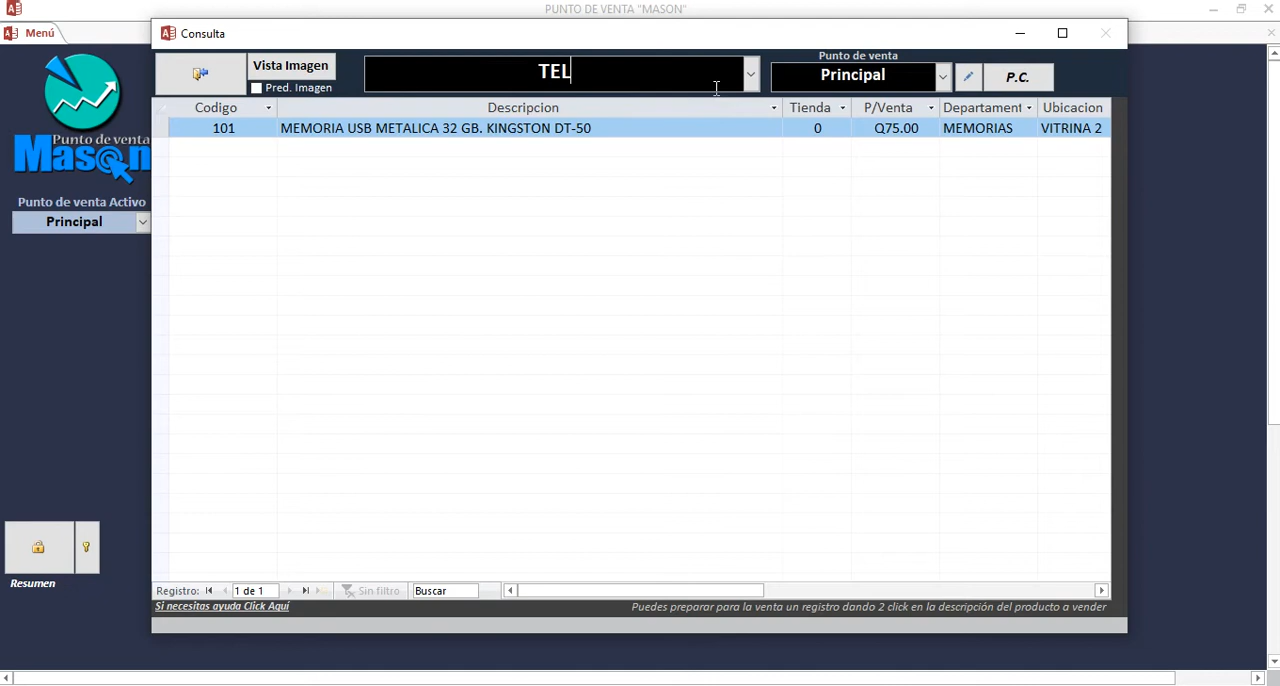 PUNTO DE VENTA "MASON"
Menú
Consulta
Vista Imagen
Pred. Imagen
TEL
Punto de venta
Principal
P.C.
Codigo Descripcion Tienda P/Venta Departament Ubicacion
101 MEMORIA USB METALICA 32 GB. KINGSTON DT-50 0 Q75.00 MEMORIAS VITRINA 2
Punto de venta
Mason
Punto de venta Activo
Principal
Resumen
Registro: 1 de 1 Sin filtro Buscar
Si necesitas ayuda Click Aqui
Puedes preparar para la venta un registro dando 2 click en la descripción del producto a vender